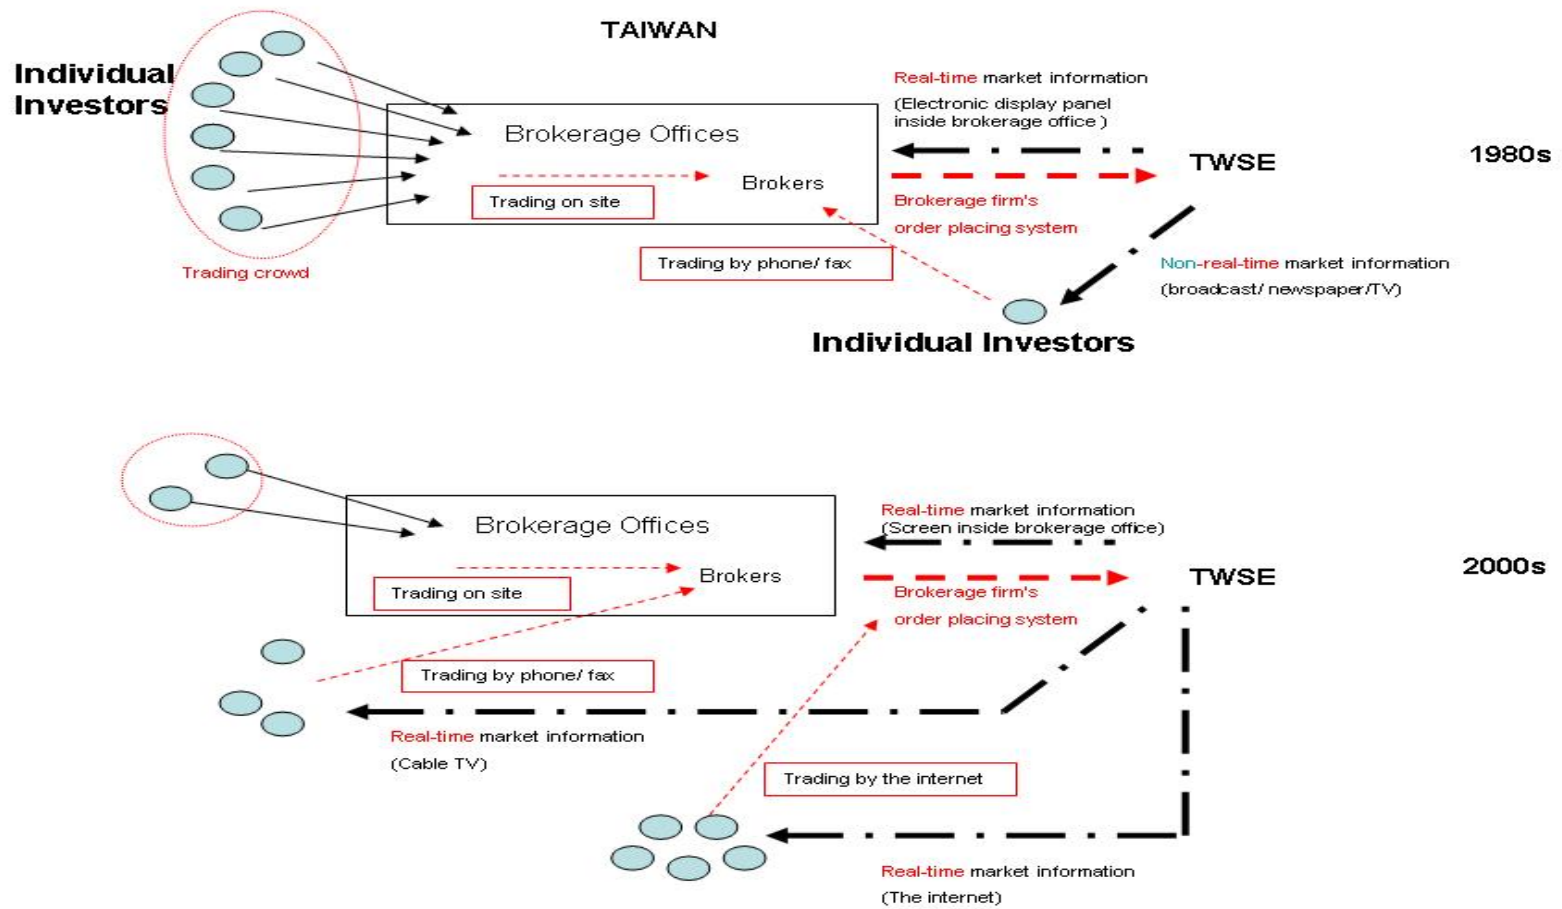 TAIWAN
Individual
Investors
Real-time market information
(Electronic display panel
inside brokerage office )
Brokerage Offices
1980s
TWSE
Brokers
Trading on site
Brokerage firm's
order placing system
Trading by phone/ fax
Non-real-time market information
(broadcast/ newspaper/TV)
Trading crowd
Individual Investors
Real-time market information
(Screen inside brokerage office)
Brokerage Offices
2000s
TWSE
Brokers
Trading on site
Brokerage firm's
order placing system
Trading by phone/ fax
Real-time market information
(Cable TV)
Trading by the internet
Real-time market information
(The internet)